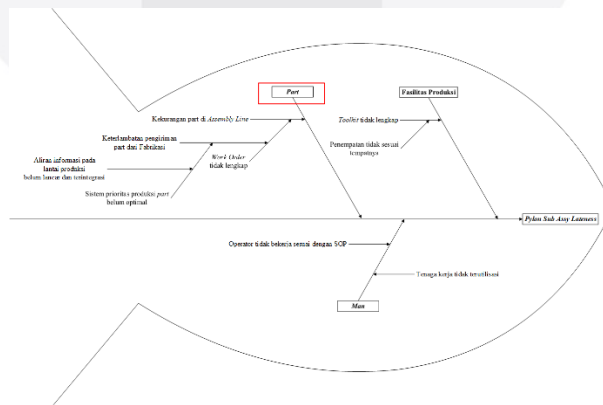 Part
Fasilitas Produksi
Kekurangan part di Assembly Line
Toolkit tidak lengkap
Keterlambatan pengiriman
part dari Fabrikasi
Penempatan tidak sesuai
tempatnya
Work Order
tidak lengkap
Aliran informasi pada
lantai produksi
belum lancar dan terintegrasi
Sistem prioritas produksi part
belum optimal
Pylon Sub Assy Lateness
Operator tidak bekerja sesuai dengan SOP
Tenaga kerja tidak terutilisasi
Man